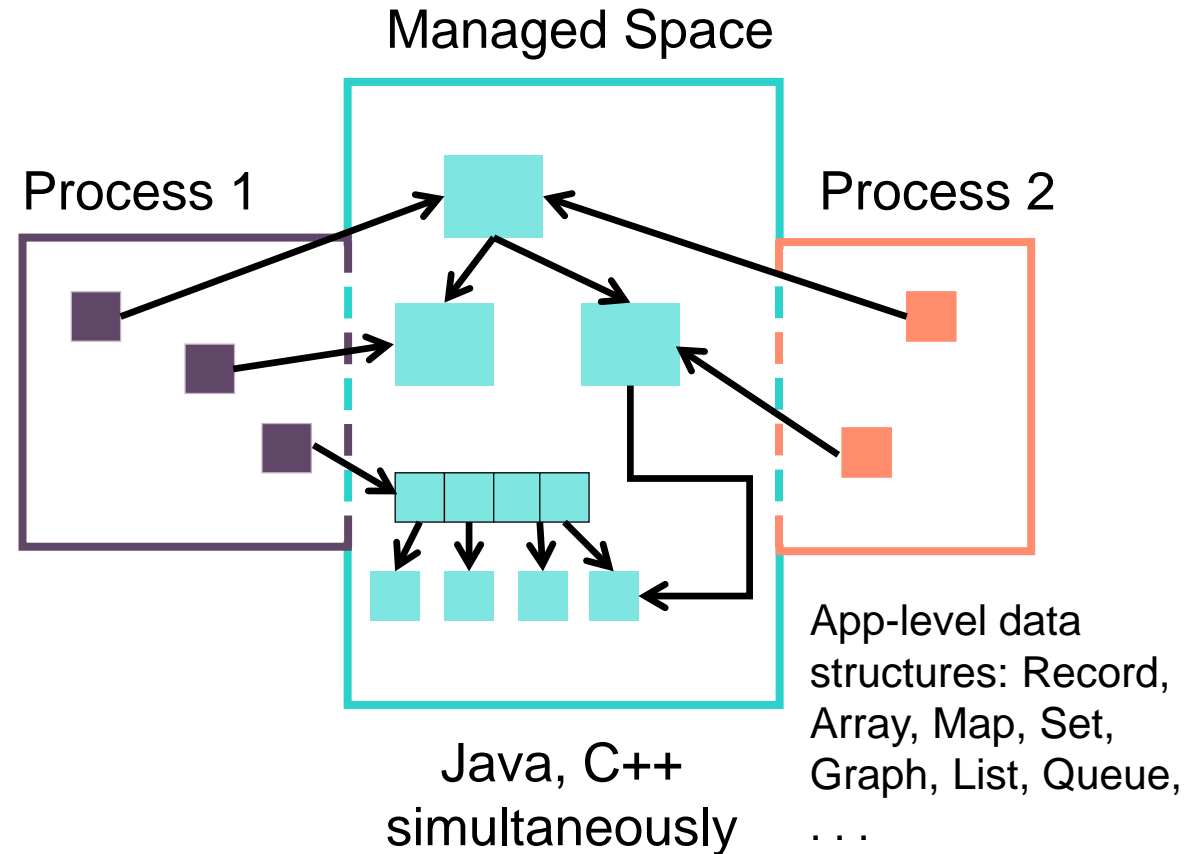 Managed Space
Process 1
Process 2
App-level data
structures: Record,
Array, Map, Set,
Graph, List, Queue,
. . .
Java, C++
simultaneously